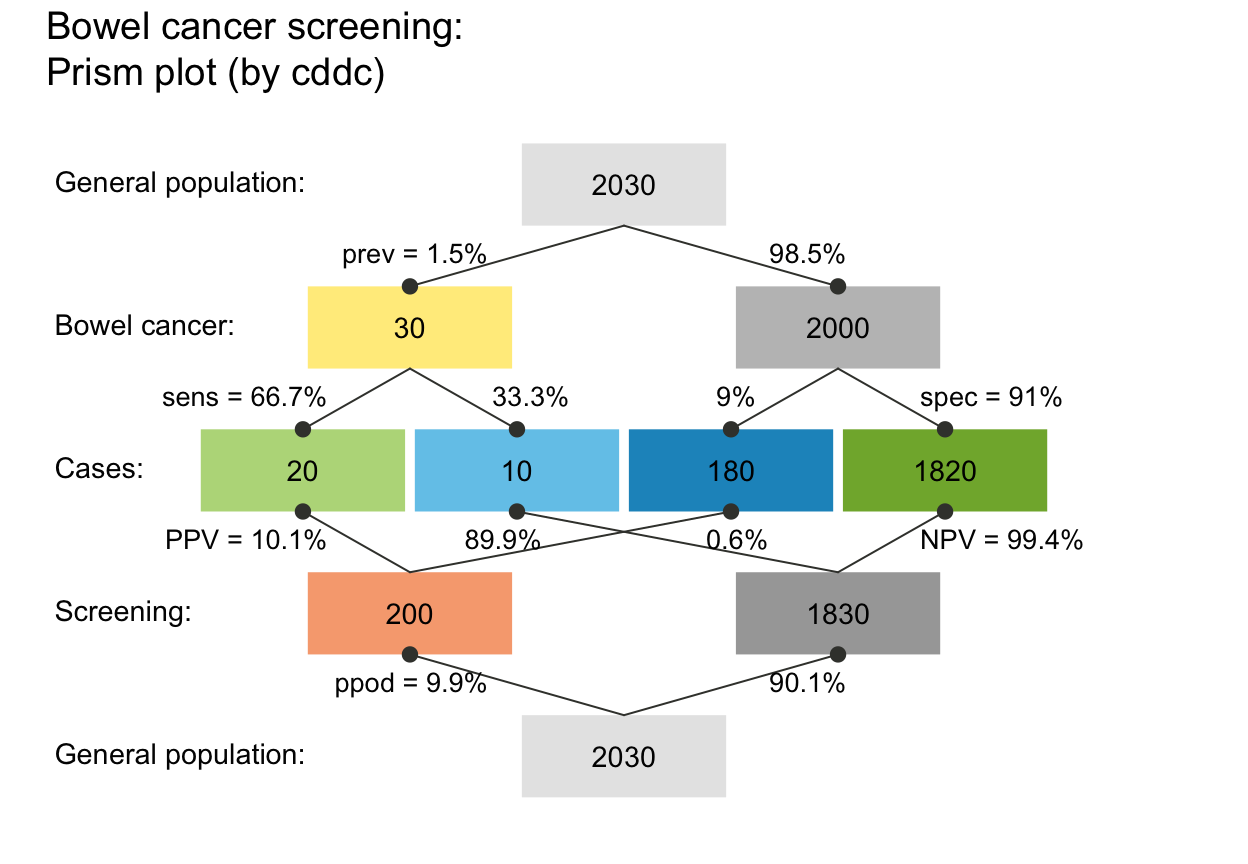 Bowel cancer screening:
Prism plot (by cddc)
General population:
2030
prev = 1.5%
98.5%
Bowel cancer:
30
2000
sens = 66.7%
33.3%
9%
spec = 91%
Cases:
20
10
180
1820
PPV = 10.1%
89.9%
0.6%
NPV = 99.4%
Screening:
200
1830
ppod = 9.9%
90.1%
General population:
2030